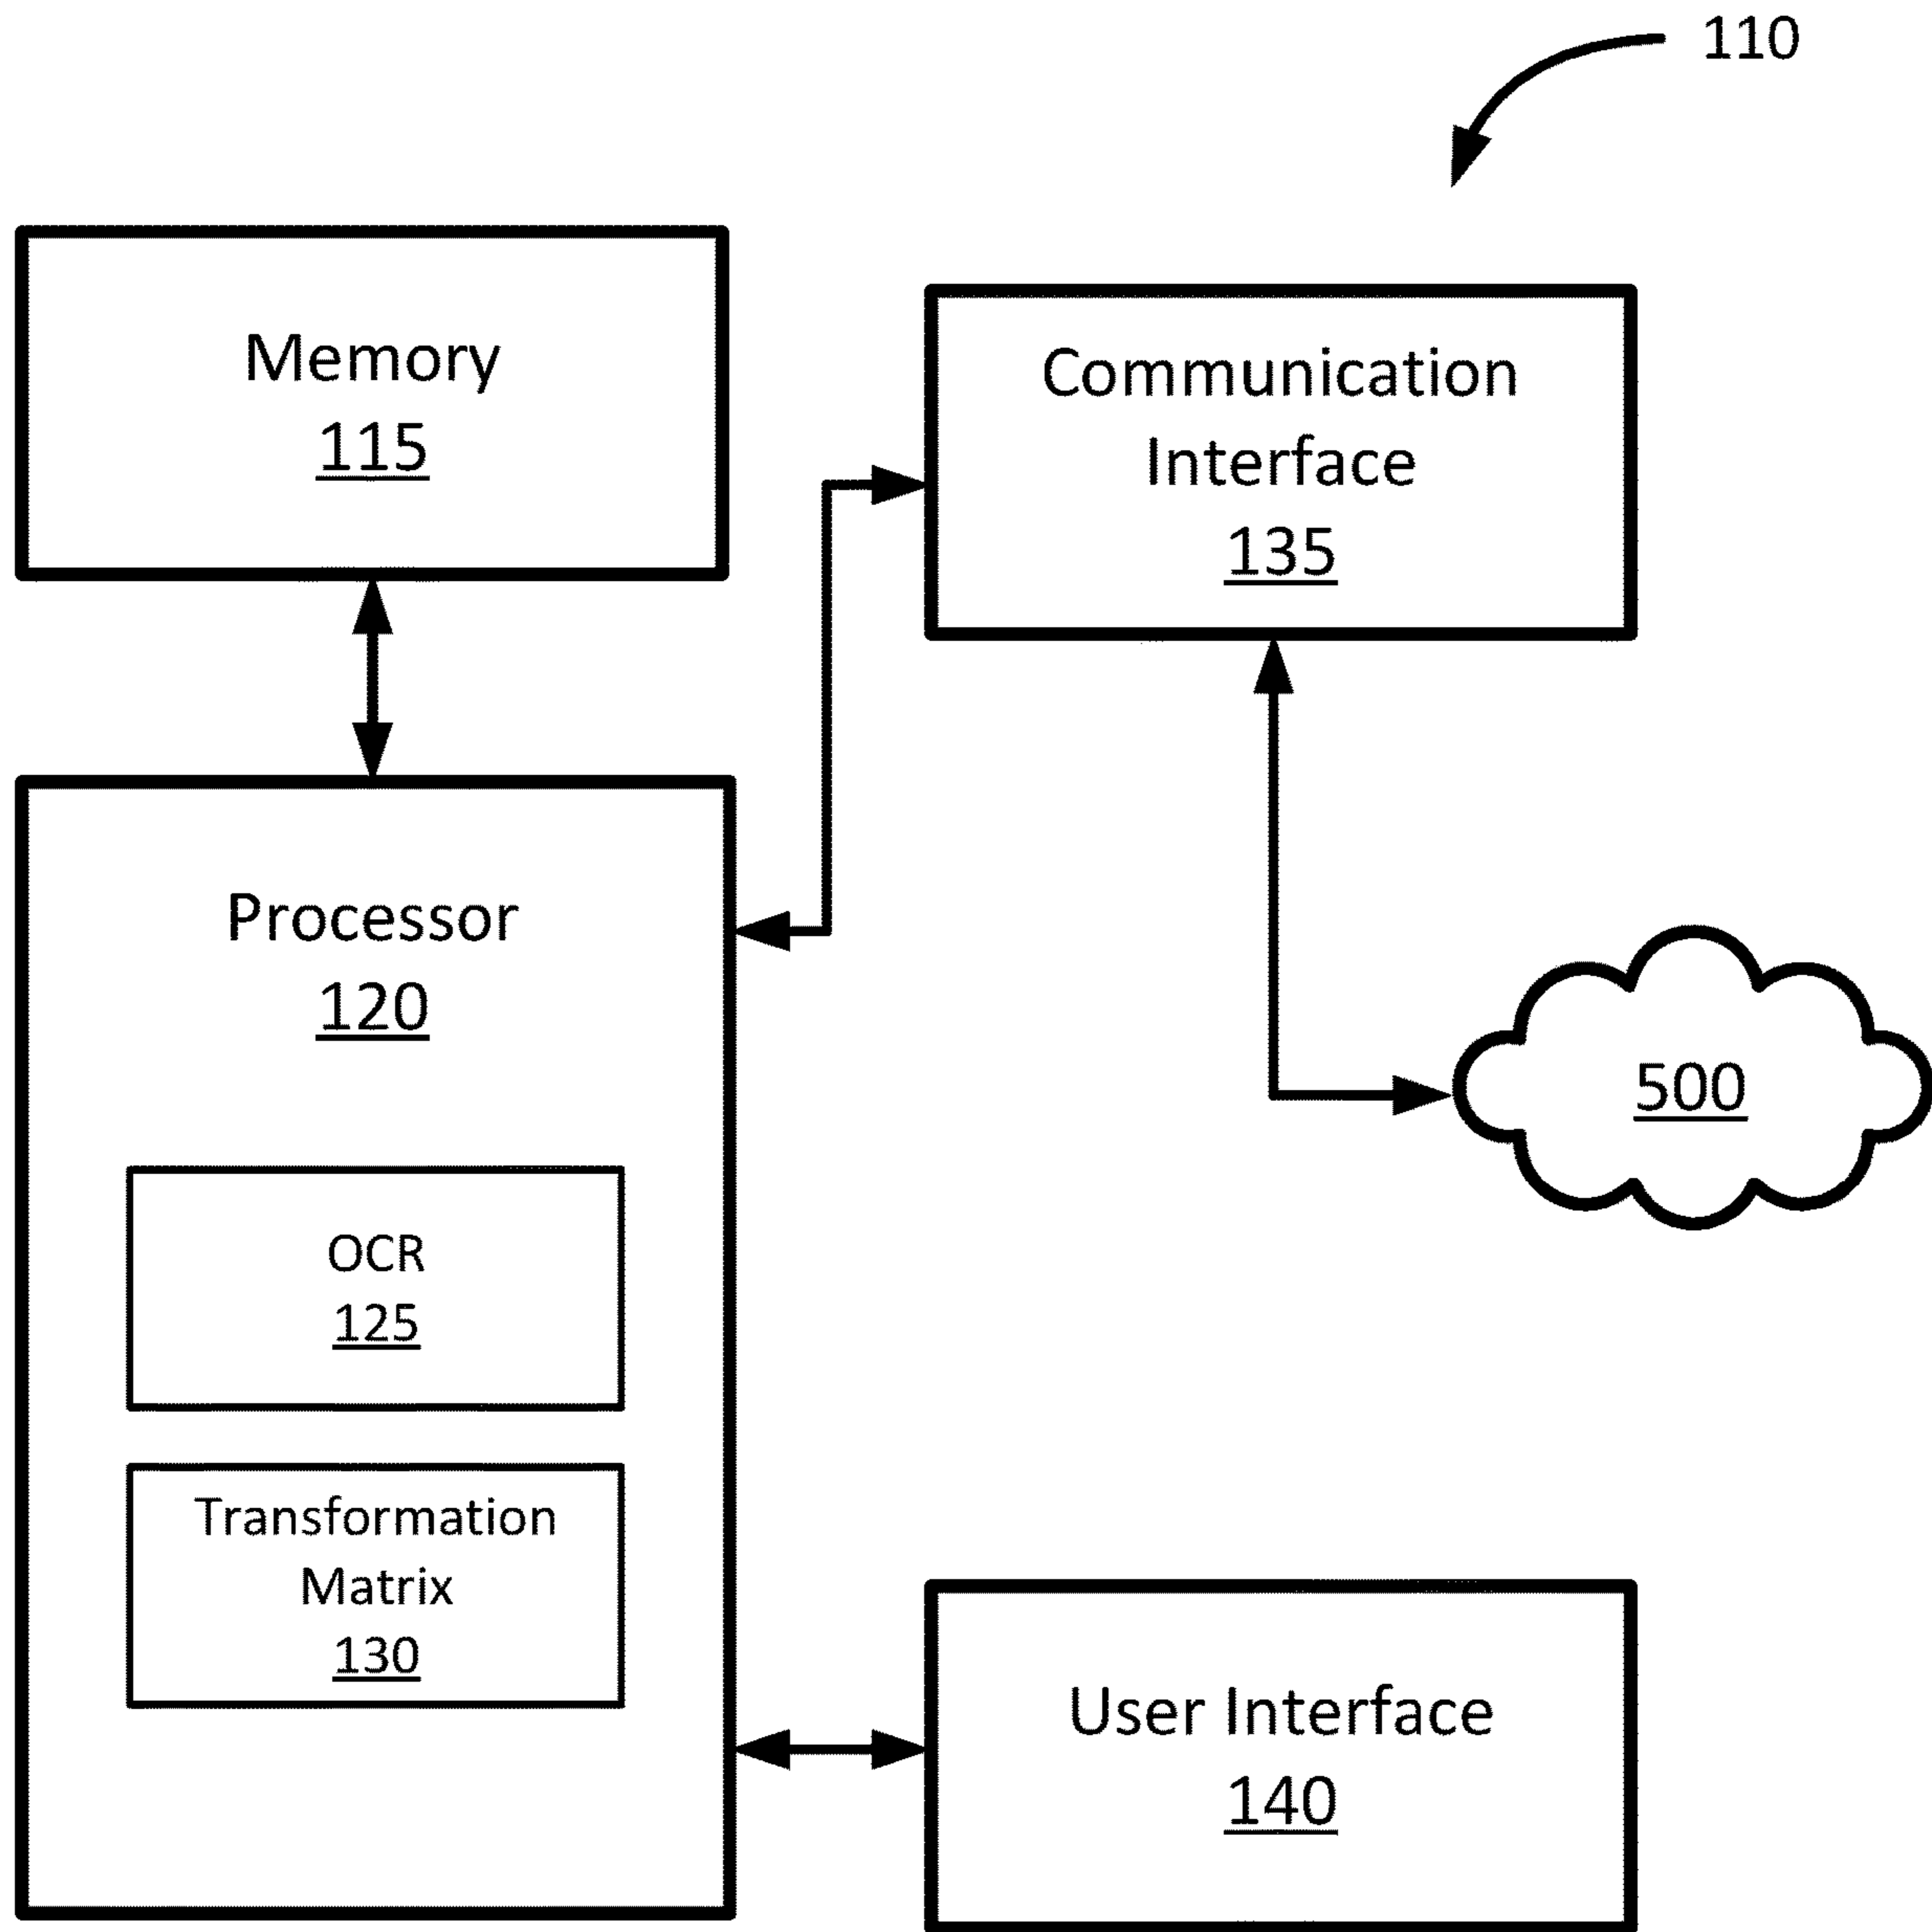 110
Memory
115
Communication
Interface
135
Processor
120
500
OCR
125
Transformation
Matrix
130
User Interface
140